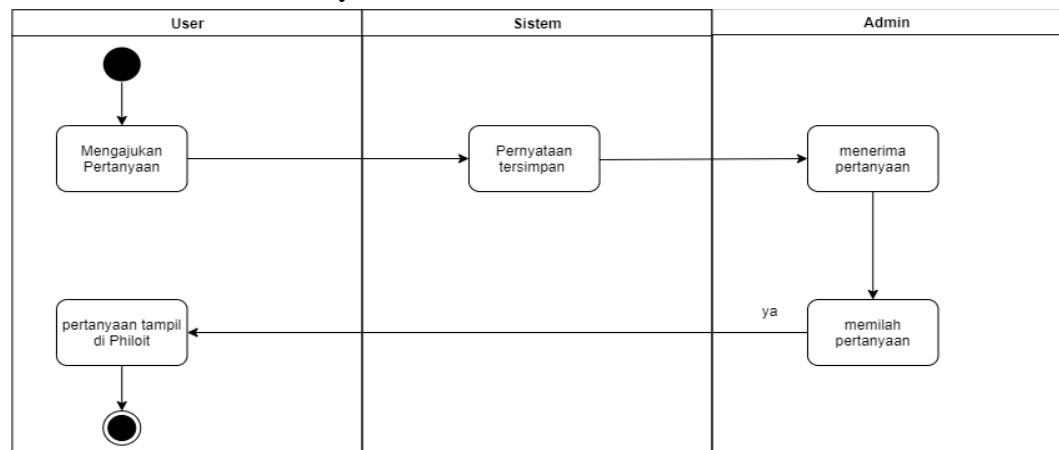 User
Sistem
Admin
Mengajukan
Pertanyaan
Pernyataan
tersimpan
menerima
pertanyaan
pertanyaan tampil
di Philoit
ya
memilah
pertanyaan